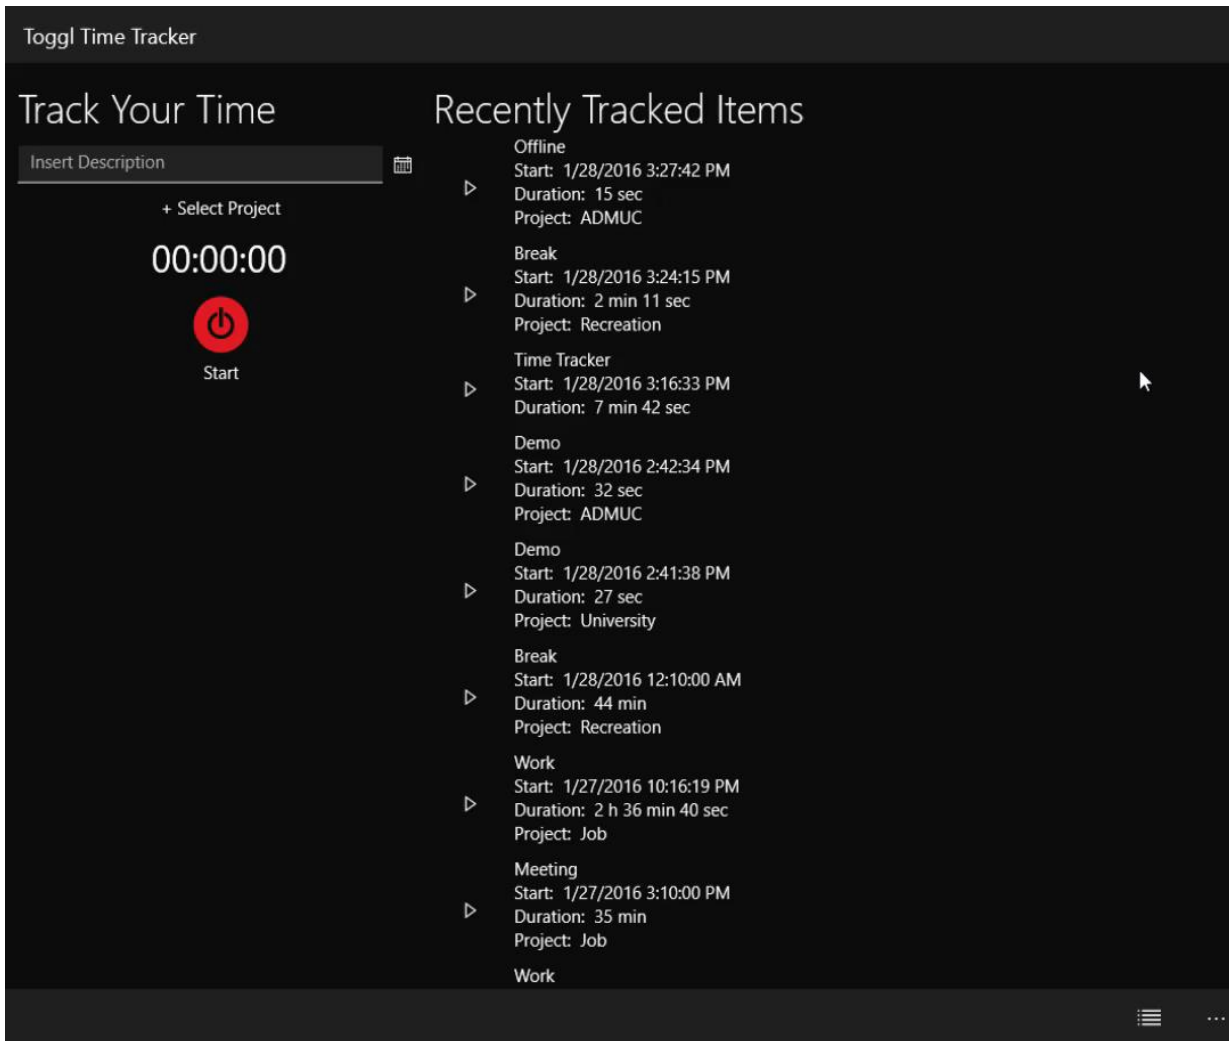 Toggl Time Tracker
Track Your Time
Insert Description
+ Select Project
00:00:00
Start
Recently Tracked Items
Offline
Start: 1/28/2016 3:27:42 PM
Duration: 15 sec
Project: ADMUC
Break
Start: 1/28/2016 3:24:15 PM
Duration: 2 min 11 sec
Project: Recreation
Time Tracker
Start: 1/28/2016 3:16:33 PM
Duration: 7 min 42 sec
Demo
Start: 1/28/2016 2:42:34 PM
Duration: 32 sec
Project: ADMUC
Demo
Start: 1/28/2016 2:41:38 PM
Duration: 27 sec
Project: University
Break
Start: 1/28/2016 12:10:00 AM
Duration: 44 min
Project: Recreation
Work
Start: 1/27/2016 10:16:19 PM
Duration: 2 h 36 min 40 sec
Project: Job
Meeting
Start: 1/27/2016 3:10:00 PM
Duration: 35 min
Project: Job
Work